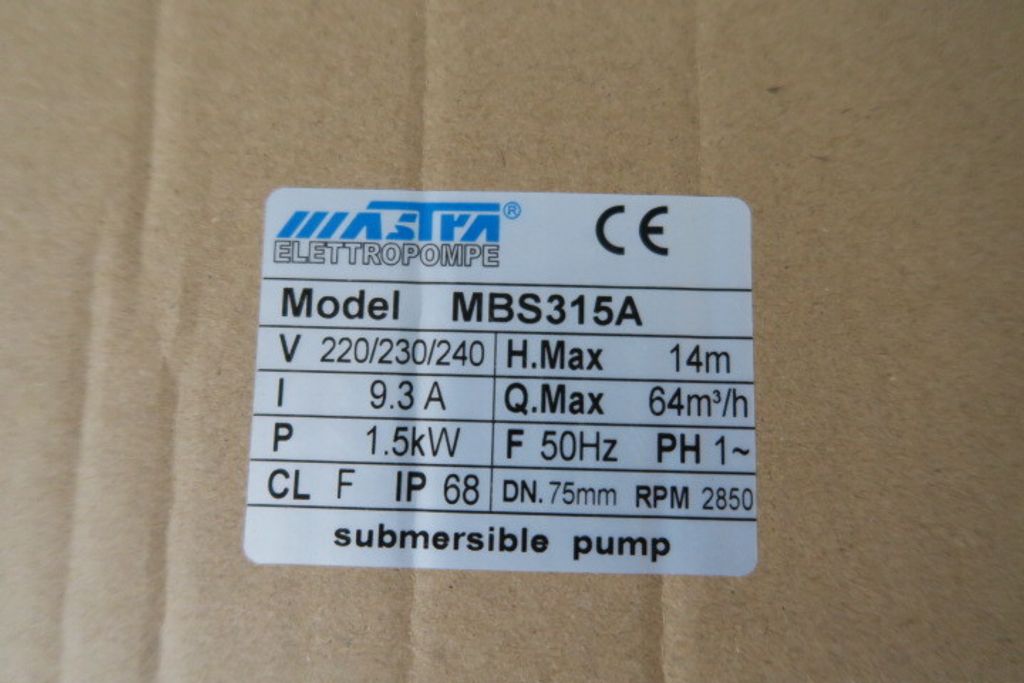 MASTRA®
ELETTROPOMPE
CE
Model MBS315A
V 220/230/240 H.Max 14m
I 9.3 A Q.Max 64m³/h
P 1.5kW F 50Hz PH 1~
CL F IP 68 DN. 75mm RPM 2850
submersible pump